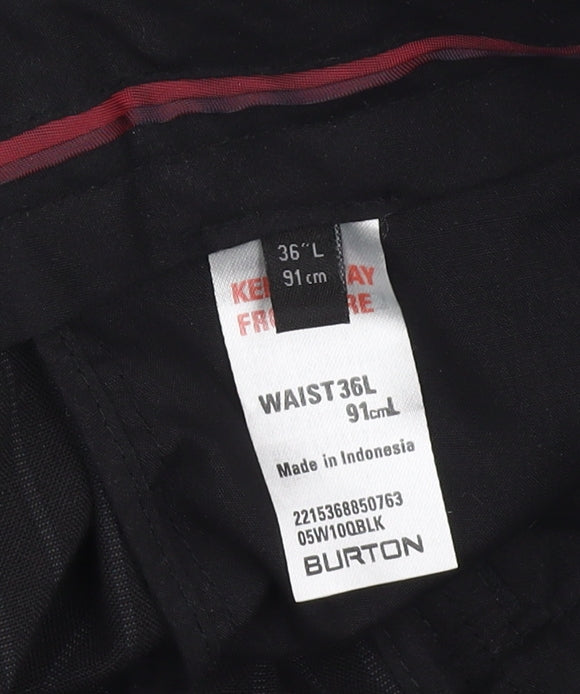 36" L
91cm
WAIST36L
91cmL
Made in Indonesia
2215368850763
05W10QBLK
BURTON